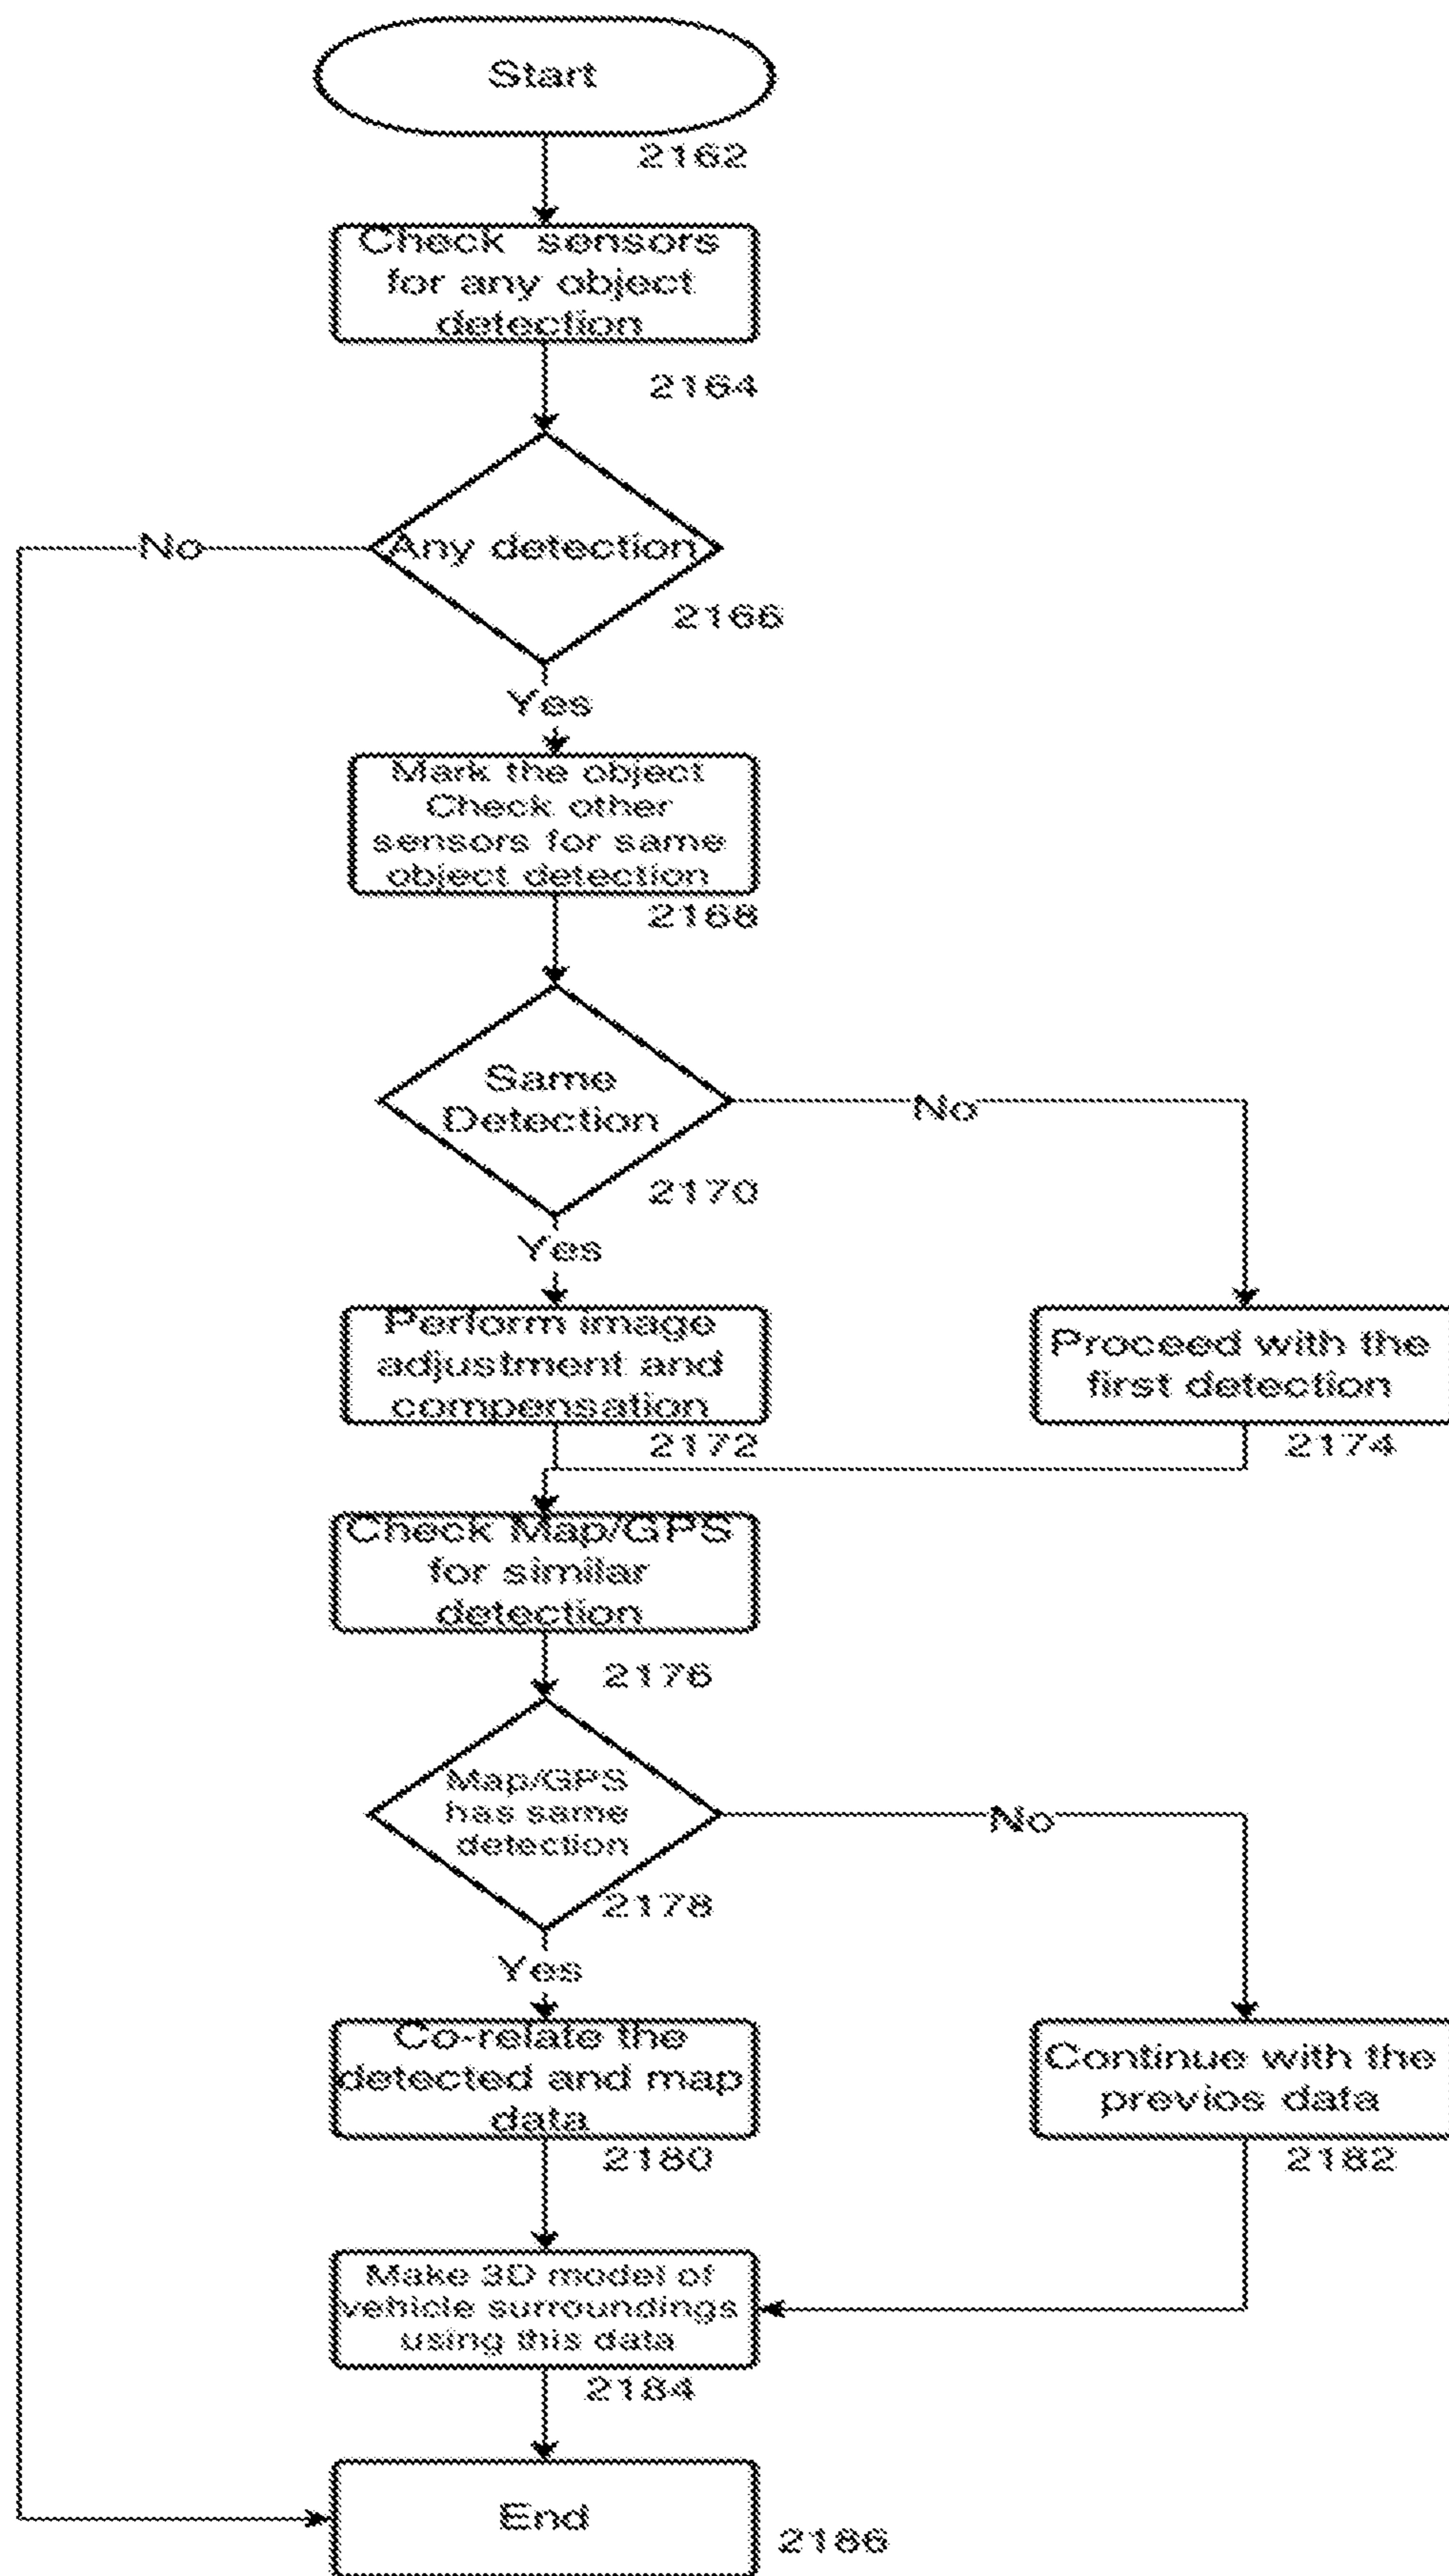 Start
2162
Check sensors
for any object
detection
2164
Any detection
No
2166
Yes
Mark the object
Check other
sensors for same
object detection
2168
Same
Detection
No
2170
Yes
Perform image
adjustment and
compensation
2172
Proceed with the
first detection
2174
Check Map/GPS
for similar
detection
2176
Map/GPS
has same
detection
No
2178
Yes
Co-relate the
detected and map
data
2180
Continue with the
previos data
2182
Make 3D model of
vehicle surroundings
using this data
2184
End
2186